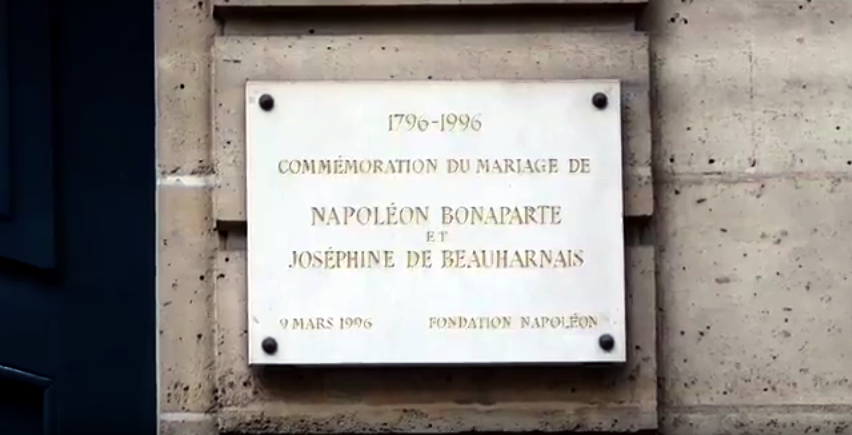 1796-1996
COMMÉMORATION DU MARIAGE DE
NAPOLÉON BONAPARTE
ET
JOSÉPHINE DE BEAUHARNAIS
9 MARS 1996 FONDATION NAPOLÉON